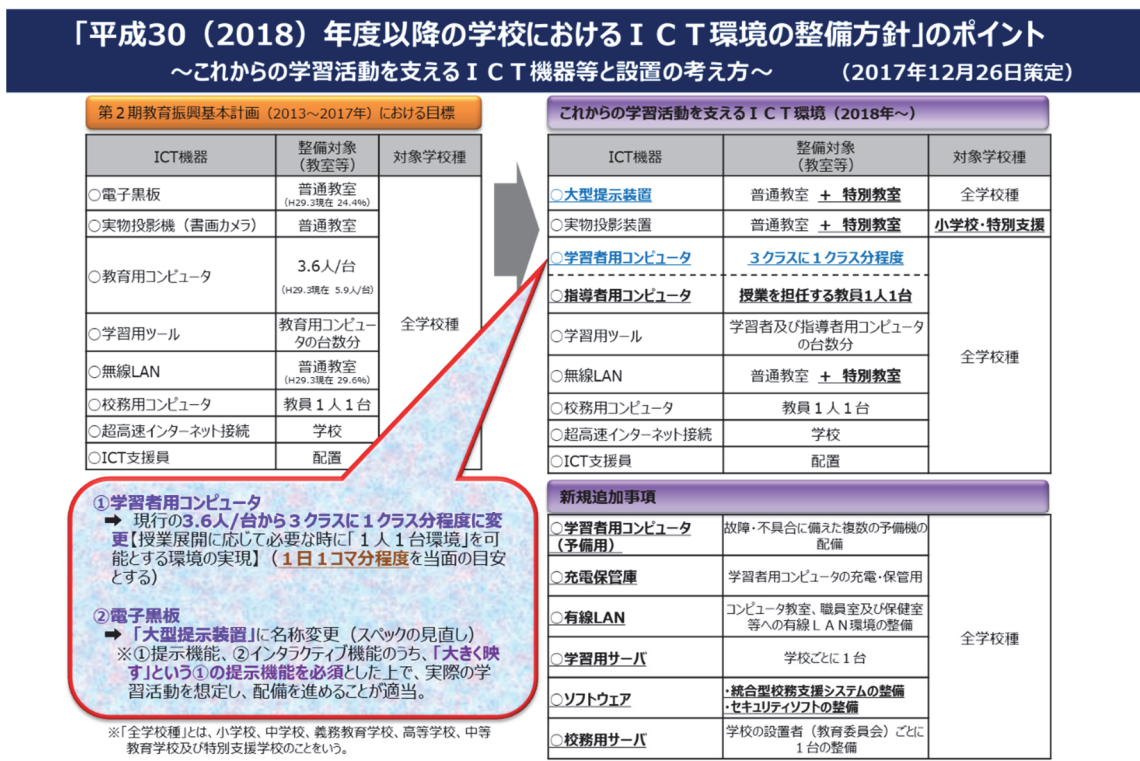 「平成30（2018）年度以降の学校におけるＩＣＴ環境の整備方針」のポイント
～これからの学習活動を支えるＩＣＴ機器等と設置の考え方～　（2017年12月26日策定）
第２期教育振興基本計画（2013～2017年）における目標
ICT機器　整備対象（教室等）　対象学校種
○電子黒板　普通教室
（H29.3現在 24.4%）
○実物投影機（書画カメラ）　普通教室
○教育用コンピュータ　3.6人/台
（H29.3現在 5.9人/台）
○学習用ツール　教育用コンピュー
タの台数分
全学校種
○無線LAN　普通教室
（H29.3現在 29.6%）
○校務用コンピュータ　教員１人１台
○超高速インターネット接続　学校
○ICT支援員　配置
これからの学習活動を支えるＩＣＴ環境（2018年～）
ICT機器　整備対象（教室等）　対象学校種
○大型提示装置　普通教室 ＋ 特別教室　全学校種
○実物投影装置　普通教室 ＋ 特別教室　小学校・特別支援
○学習者用コンピュータ　３クラスに１クラス分程度
○指導者用コンピュータ　授業を担任する教員1人1台
○学習用ツール　学習者及び指導者用コンピュータ
の台数分
全学校種
○無線LAN　普通教室 ＋ 特別教室
○校務用コンピュータ　教員１人１台
○超高速インターネット接続　学校
○ICT支援員　配置
①学習者用コンピュータ
➡ 現行の3.6人/台から３クラスに１クラス分程度に変
更【授業展開に応じて必要な時に「１人１台環境」を可
能とする環境の実現】（１日１コマ分程度を当面の目安
とする）
②電子黒板
➡ 「大型提示装置」に名称変更（スペックの見直し）
※①提示機能、②インタラクティブ機能のうち、「大きく映
す」という①の提示機能を必須とした上で、実際の学
習活動を想定し、配備を進めることが適当。
※「全学校種」とは、小学校、中学校、義務教育学校、高等学校、中等
教育学校及び特別支援学校のことをいう。
新規追加事項
○学習者用コンピュータ
（予備用）
故障・不具合に備えた複数の予備機の
配備
○充電保管庫　学習者用コンピュータの充電・保管用
○有線LAN　コンピュータ教室、職員室及び保健室
等への有線ＬＡＮ環境の整備
全学校種
○学習用サーバ　学校ごとに１台
○ソフトウェア　・統合型校務支援システムの整備
・セキュリティソフトの整備
○校務用サーバ　学校の設置者（教育委員会）ごとに
１台の整備